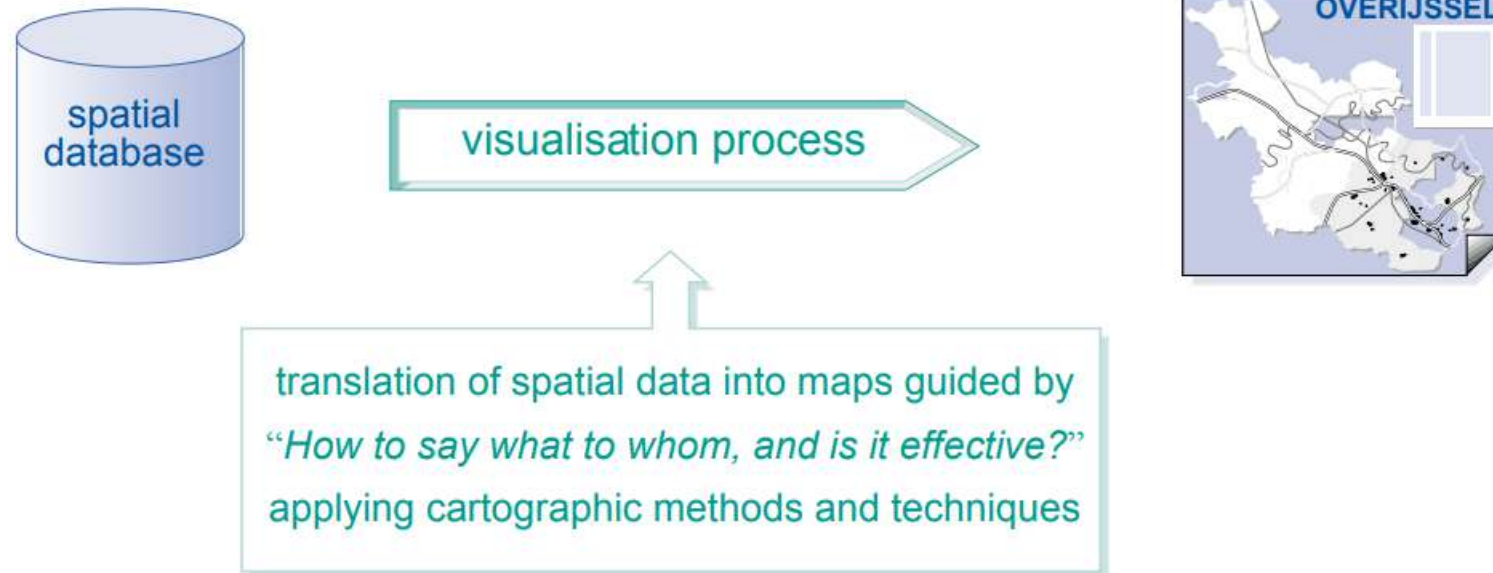 OVERIJSSEL
spatial
database
visualisation process
translation of spatial data into maps guided by
“How to say what to whom, and is it effective?”
applying cartographic methods and techniques